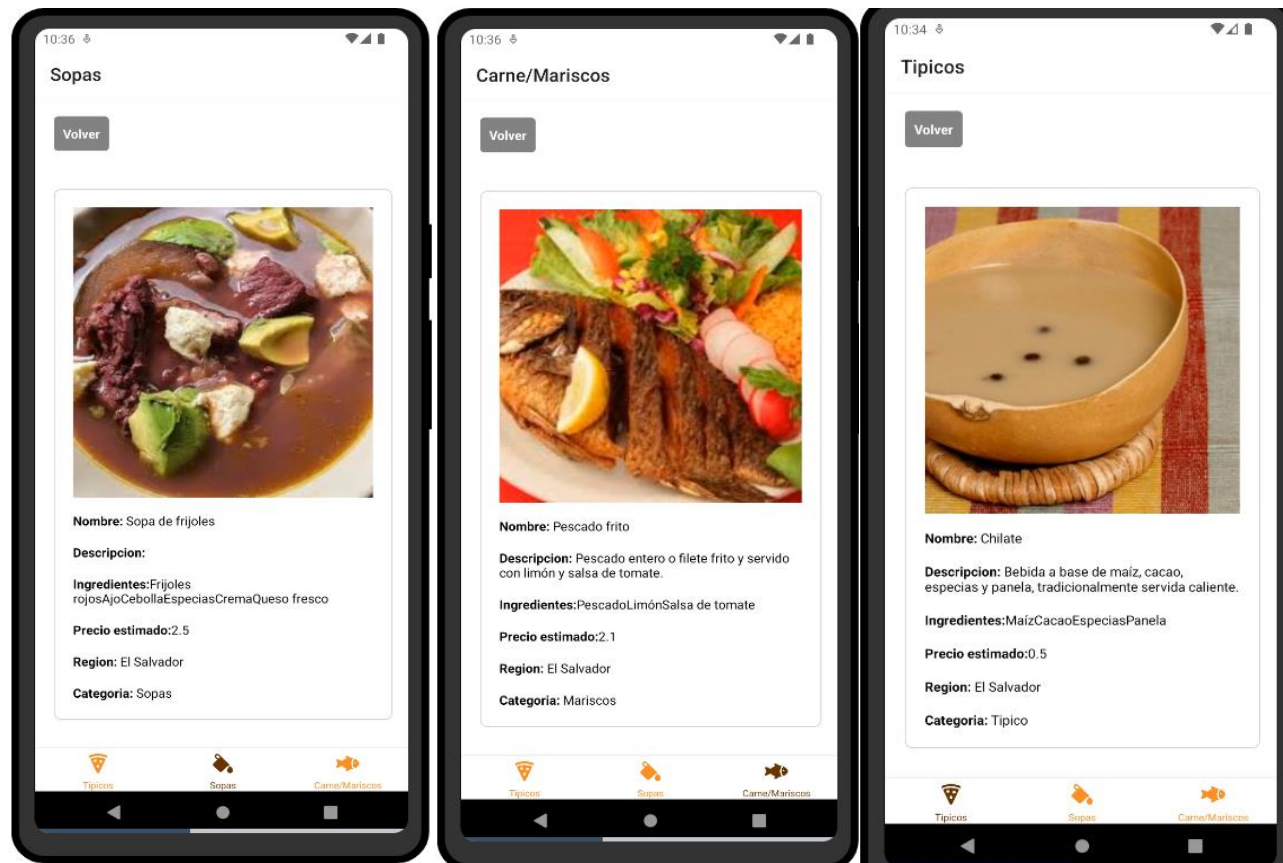 10:36
Sopas
Volver
Nombre: Sopa de frijoles
Descripcion:
Ingredientes:Frijoles
rojosAjoCebollaEspeciasCremaQueso fresco
Precio estimado:2.5
Region: El Salvador
Categoria: Sopas
Tipicos
Sopas
Carne/Mariscos
10:36
Carne/Mariscos
Volver
Nombre: Pescado frito
Descripcion: Pescado entero o filete frito y servido
con limón y salsa de tomate.
Ingredientes:PescadoLimónSalsa de tomate
Precio estimado:2.1
Region: El Salvador
Categoria: Mariscos
Tipicos
Sopas
Carne/Mariscos
10:34
Tipicos
Volver
Nombre: Chilate
Descripcion: Bebida a base de maíz, cacao,
especias y panela, tradicionalmente servida caliente.
Ingredientes:MaízCacaoEspeciasPanela
Precio estimado:0.5
Region: El Salvador
Categoria: Tipico
Tipicos
Sopas
Carne/Mariscos